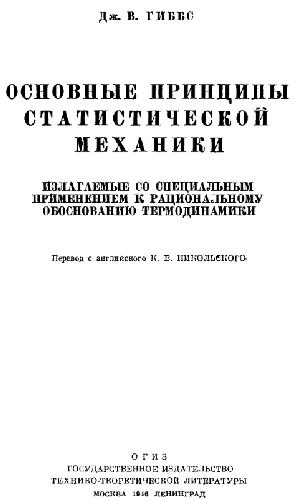 Дж. В. ГИББС
ОСНОВНЫЕ ПРИНЦИПЫ
СТАТИСТИЧЕСКОЙ
МЕХАНИКИ
ИЗЛАГАЕМЫЕ СО СПЕЦИАЛЬНЫМ
ПРИМЕНЕНИЕМ К РАЦИОНАЛЬНОМУ
ОБОСНОВАНИЮ ТЕРМОДИНАМИКИ
Перевод с английского К. В. НИКОЛЬСКОГО
ОГИЗ
ГОСУДАРСТВЕННОЕ ИЗДАТЕЛЬСТВО
ТЕХНИКО-ТЕОРЕТИЧЕСКОЙ ЛИТЕРАТУРЫ
МОСКВА 1946 ЛЕНИНГРАД